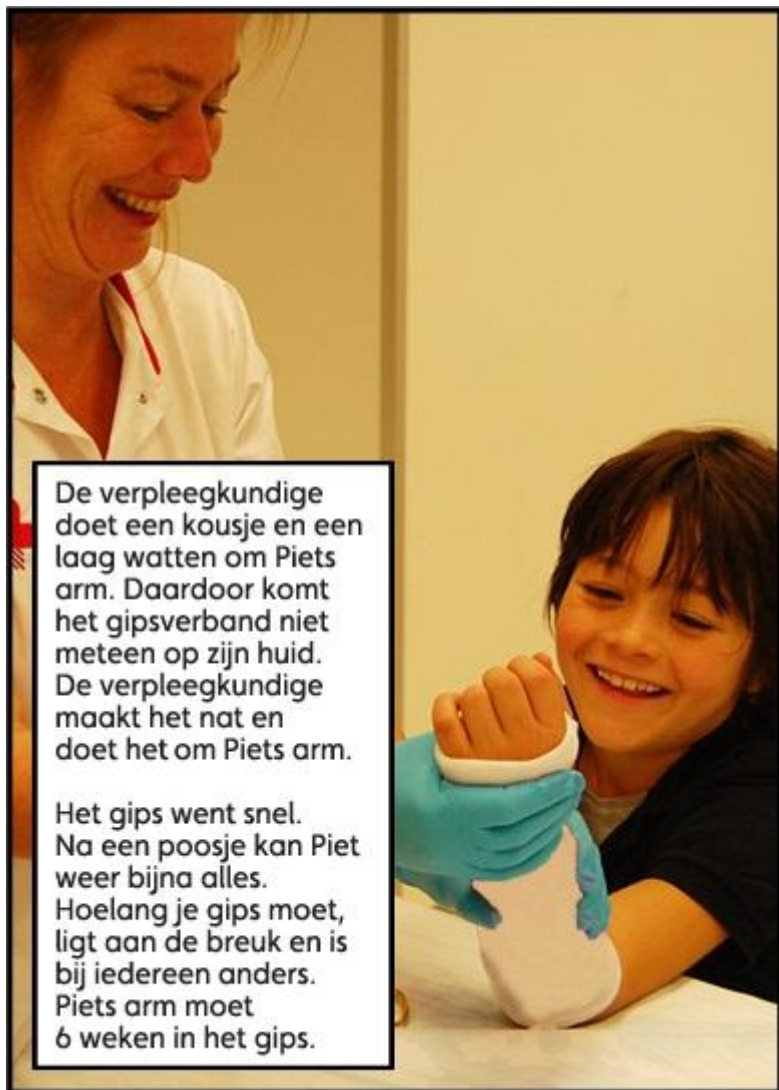 De verpleegkundige
doet een kousje en een
laag watten om Piets
arm. Daardoor komt
het gipsverband niet
meteen op zijn huid.
De verpleegkundige
maakt het nat en
doet het om Piets arm.
Het gips went snel.
Na een poosje kan Piet
weer bijna alles.
Hoelang je gips moet,
ligt aan de breuk en is
bij iedereen anders.
Piets arm moet
6 weken in het gips.